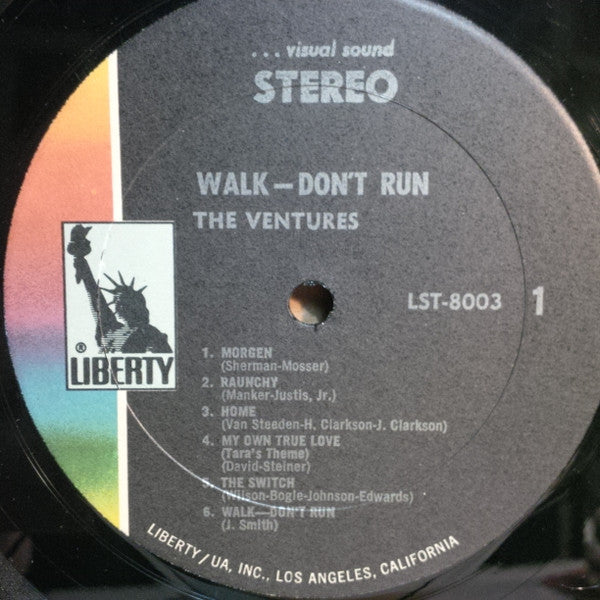 ... visual sound
STEREO
WALK—DON'T RUN
THE VENTURES
LST-8003 1
® LIBERTY
1. MORGEN
(Sherman-Mosser)
2. RAUNCHY
(Manker-Justis, Jr.)
3. HOME
(Van Steeden-H. Clarkson-J. Clarkson)
4. MY OWN TRUE LOVE
(Tara's Theme)
(David-Steiner)
5. THE SWITCH
(Wilson-Bogle-Johnson-Edwards)
6. WALK—DON'T RUN
(J. Smith)
LIBERTY/UA, INC., LOS ANGELES, CALIFORNIA